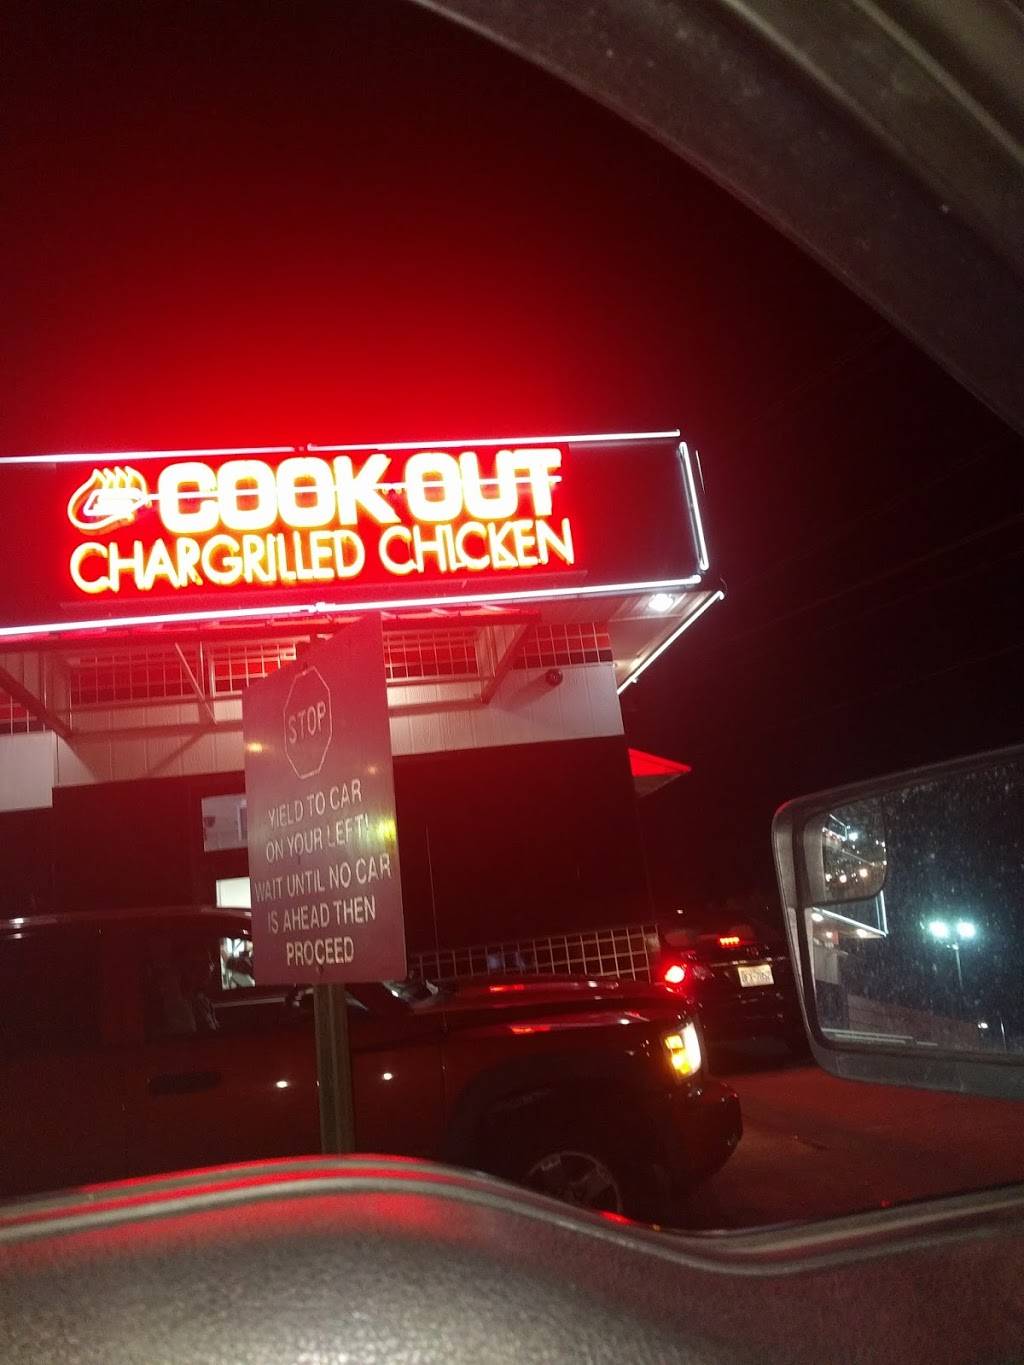 COOK OUT
CHARGRILLED CHICKEN
STOP
YIELD TO CAR
ON YOUR LEFT!
WAIT UNTIL NO CAR
IS AHEAD THEN
PROCEED